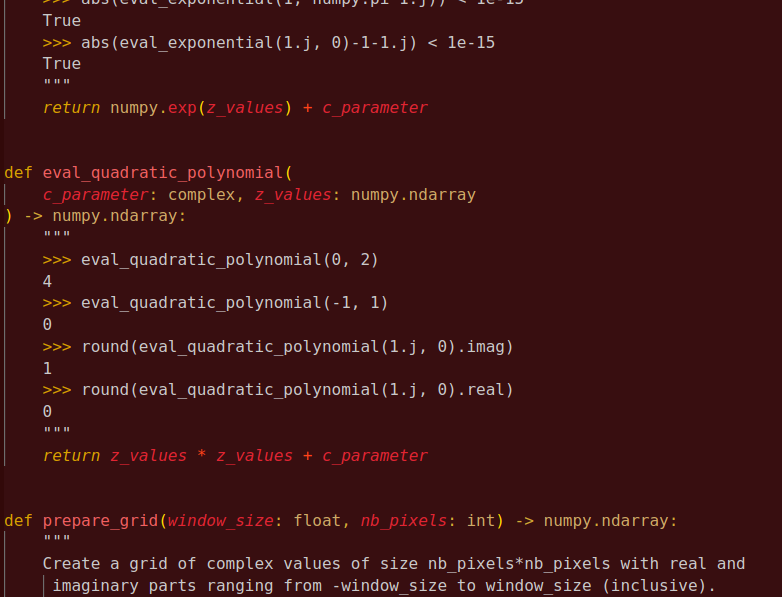 >>> abs(eval_exponential(1, numpy.pi*1.j)) < 1e-15
True
>>> abs(eval_exponential(1.j, 0)-1-1.j) < 1e-15
True
"""
return numpy.exp(z_values) + c_parameter
def eval_quadratic_polynomial(
c_parameter: complex, z_values: numpy.ndarray
) -> numpy.ndarray:
"""
>>> eval_quadratic_polynomial(0, 2)
4
>>> eval_quadratic_polynomial(-1, 1)
0
>>> round(eval_quadratic_polynomial(1.j, 0).imag)
1
>>> round(eval_quadratic_polynomial(1.j, 0).real)
0
"""
return z_values * z_values + c_parameter
def prepare_grid(window_size: float, nb_pixels: int) -> numpy.ndarray:
"""
Create a grid of complex values of size nb_pixels*nb_pixels with real and
imaginary parts ranging from -window_size to window_size (inclusive).